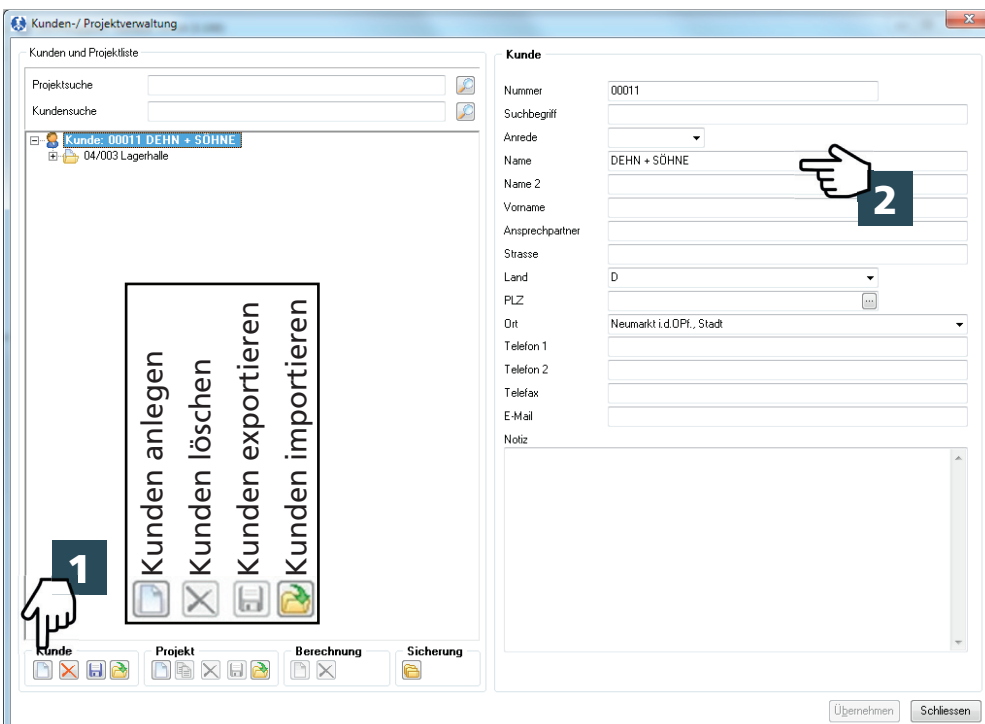 Kunden-/ Projektverwaltung
Kunden und Projektliste
Projektsuche
Kundensuche
Kunde: 00011 DEHN + SÖHNE
04/003 Lagerhalle
Kunden anlegen
Kunden löschen
Kunden exportieren
Kunden importieren
1
Kunde
Projekt
Berechnung
Sicherung
Kunde
Nummer 00011
Suchbegriff
Anrede
Name DEHN + SÖHNE
2
Name 2
Vorname
Ansprechpartner
Strasse
Land D
PLZ ...
Ort Neumarkt i.d.OPf., Stadt
Telefon 1
Telefon 2
Telefax
E-Mail
Notiz
Übernehmen Schliessen